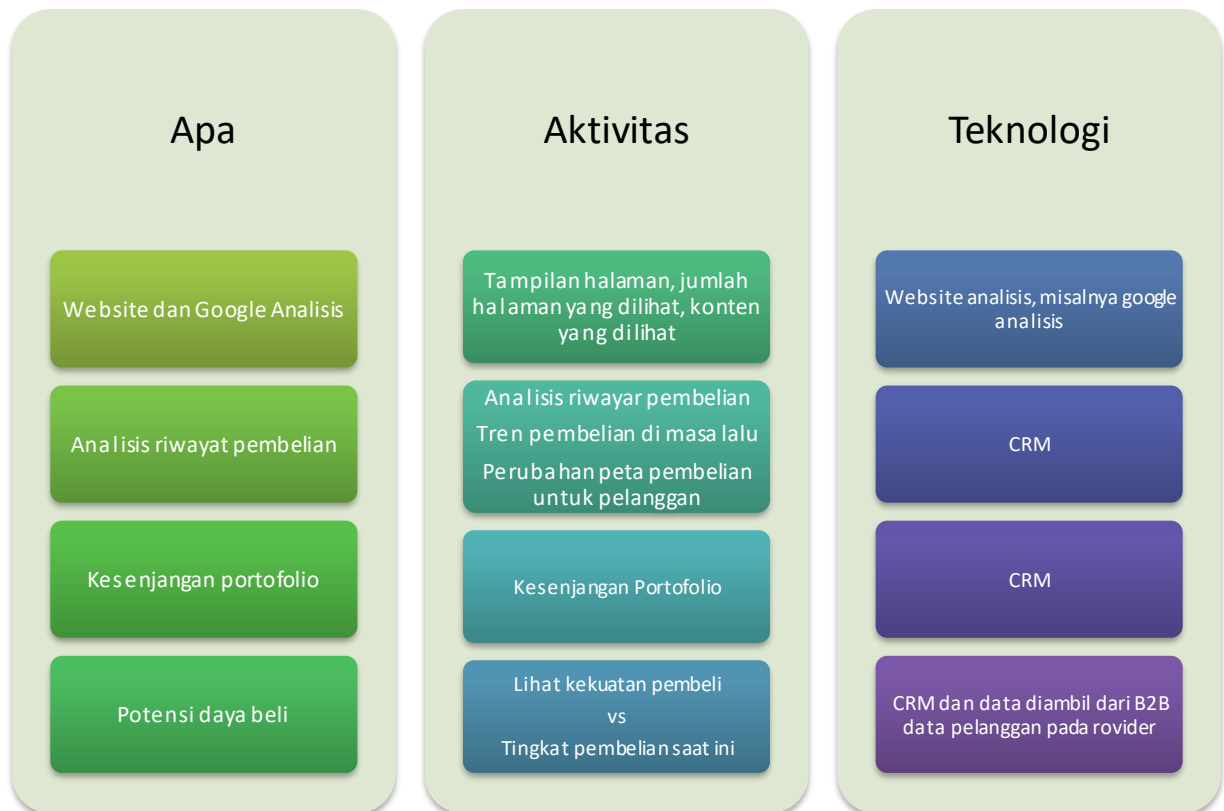 Apa
Website dan Google Analisis
Analisis riwayat pembelian
Kesenjangan portofolio
Potensi daya beli
Aktivitas
Tampilan halaman, jumlah
halaman yang dilihat, konten
yang dilihat
Analisis riwayar pembelian
Tren pembelian di masa lalu
Perubahan peta pembelian
untuk pelanggan
Kesenjangan Portofolio
Lihat kekuatan pembeli
vs
Tingkat pembelian saat ini
Teknologi
Website analisis, misalnya google
analisis
CRM
CRM
CRM dan data diambil dari B2B
data pelanggan pada rovider